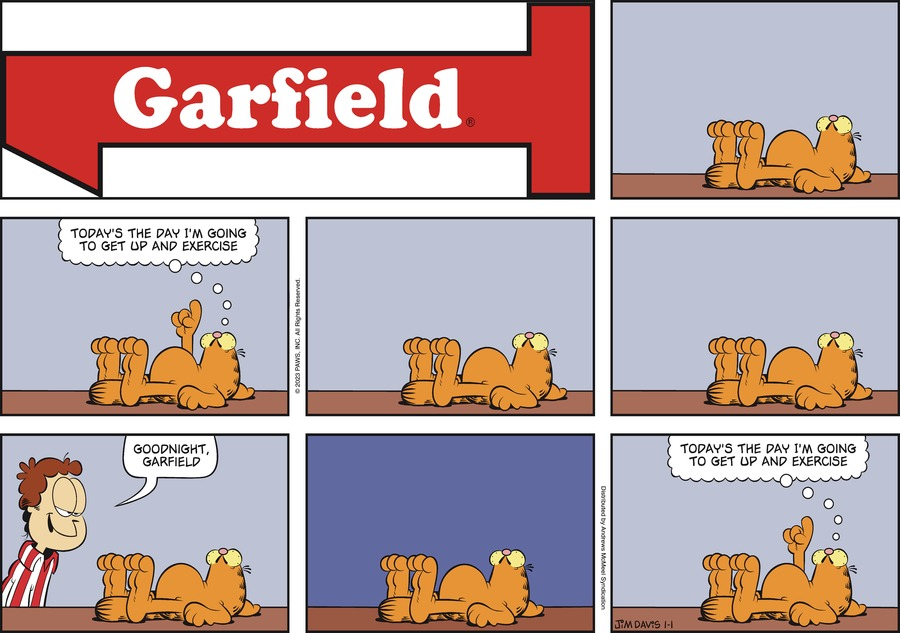 Garfield®
TODAY'S THE DAY I'M GOING
TO GET UP AND EXERCISE
© 2023 PAWS, INC. All Rights Reserved.
GOODNIGHT,
GARFIELD
Distributed by Andrews McMeel Syndication
TODAY'S THE DAY I'M GOING
TO GET UP AND EXERCISE
JIM DAVIS 1-1